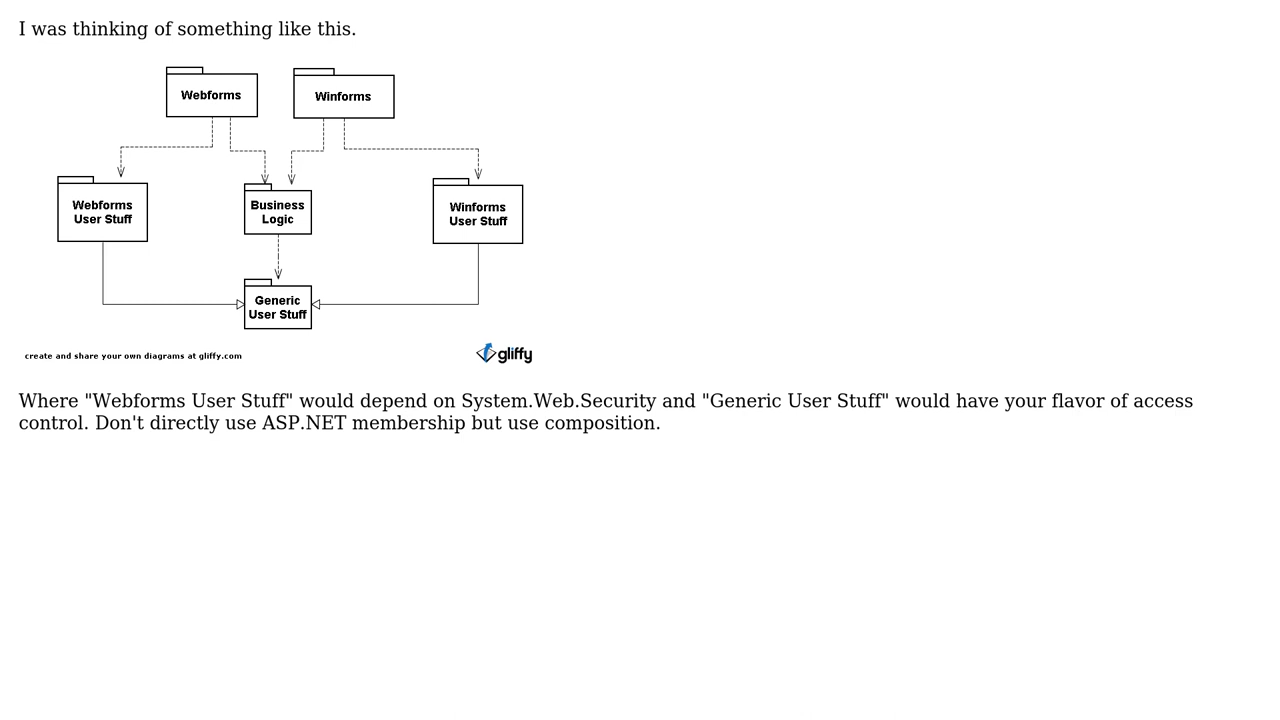 I was thinking of something like this.
Webforms
Winforms
Webforms
User Stuff
Business
Logic
Winforms
User Stuff
Generic
User Stuff
create and share your own diagrams at gliffy.com
gliffy
Where "Webforms User Stuff" would depend on System.Web.Security and "Generic User Stuff" would have your flavor of access
control. Don't directly use ASP.NET membership but use composition.